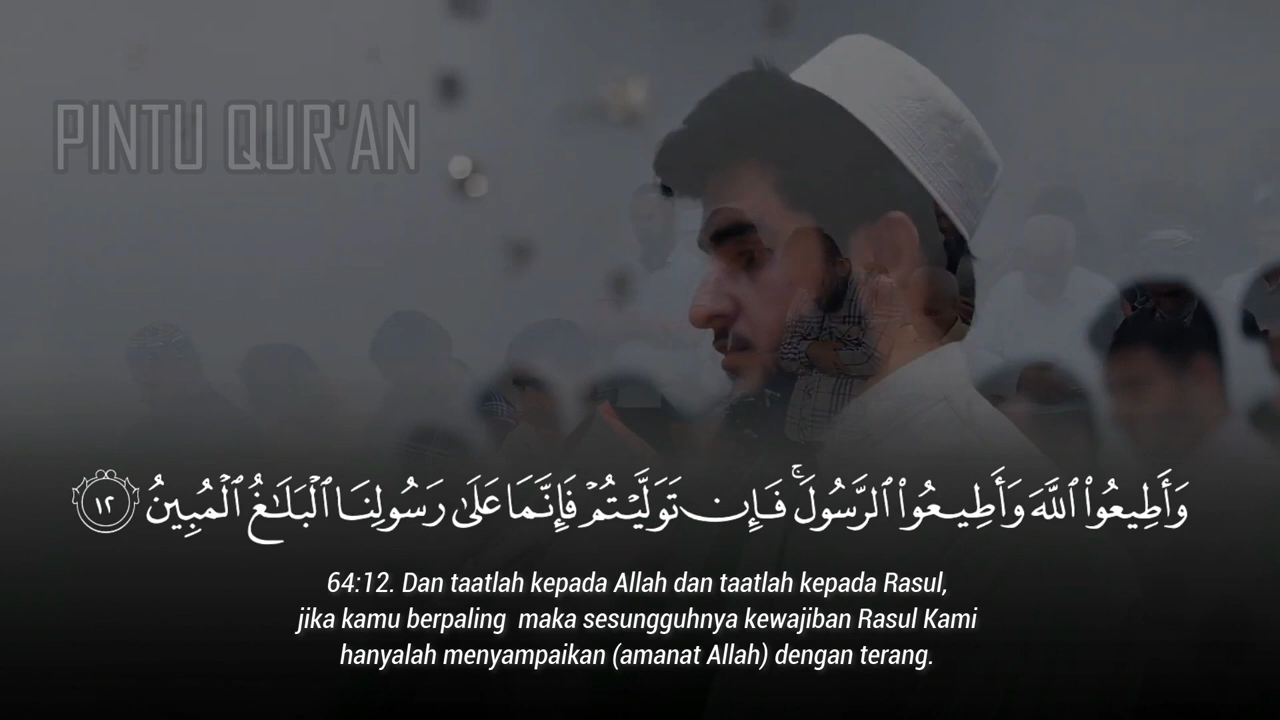 PINTU QUR'AN
وَأَطِيعُوا۟ ٱللَّهَ وَأَطِيعُوا۟ ٱلرَّسُولَ ۚ فَإِن تَوَلَّيْتُمْ فَإِنَّمَا عَلَىٰ رَسُولِنَا ٱلْبَلَـٰغُ ٱلْمُبِينُ ١٢
64:12. Dan taatlah kepada Allah dan taatlah kepada Rasul,
jika kamu berpaling  maka sesungguhnya kewajiban Rasul Kami
hanyalah menyampaikan (amanat Allah) dengan terang.